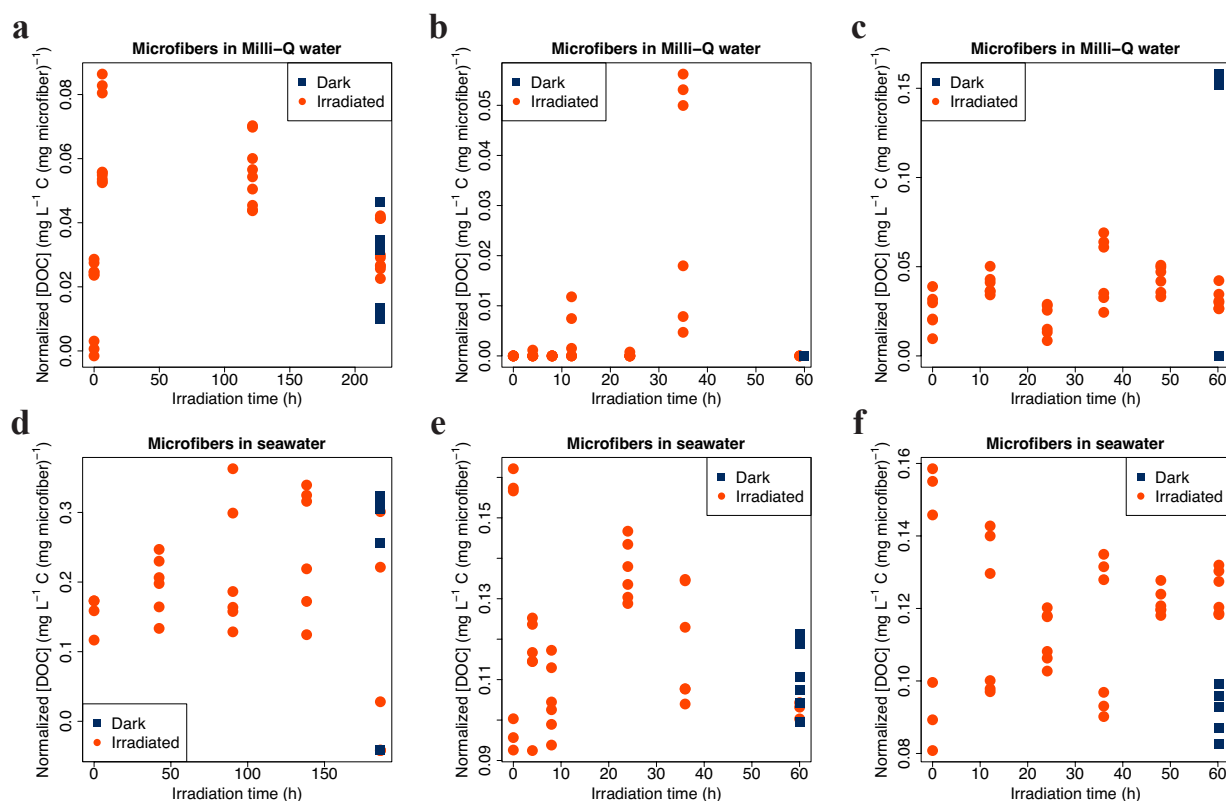 a
Microfibers in Milli−Q water
Dark
Irradiated
Normalized [DOC] (mg L−1 C (mg microfiber)−1
0.00 0.02 0.04 0.06 0.08
0 50 100 150 200
Irradiation time (h)
b
Microfibers in Milli−Q water
Dark
Irradiated
Normalized [DOC] (mg L−1 C (mg microfiber)−1
0.00 0.01 0.02 0.03 0.04 0.05
0 10 20 30 40 50 60
Irradiation time (h)
c
Microfibers in Milli−Q water
Dark
Irradiated
Normalized [DOC] (mg L−1 C (mg microfiber)−1
0.00 0.05 0.10 0.15
0 10 20 30 40 50 60
Irradiation time (h)
d
Microfibers in seawater
Dark
Irradiated
Normalized [DOC] (mg L−1 C (mg microfiber)−1
0.0 0.1 0.2 0.3
0 50 100 150
Irradiation time (h)
e
Microfibers in seawater
Dark
Irradiated
Normalized [DOC] (mg L−1 C (mg microfiber)−1
0.09 0.11 0.13 0.15
0 10 20 30 40 50 60
Irradiation time (h)
f
Microfibers in seawater
Dark
Irradiated
Normalized [DOC] (mg L−1 C (mg microfiber)−1
0.08 0.10 0.12 0.14 0.16
0 10 20 30 40 50 60
Irradiation time (h)